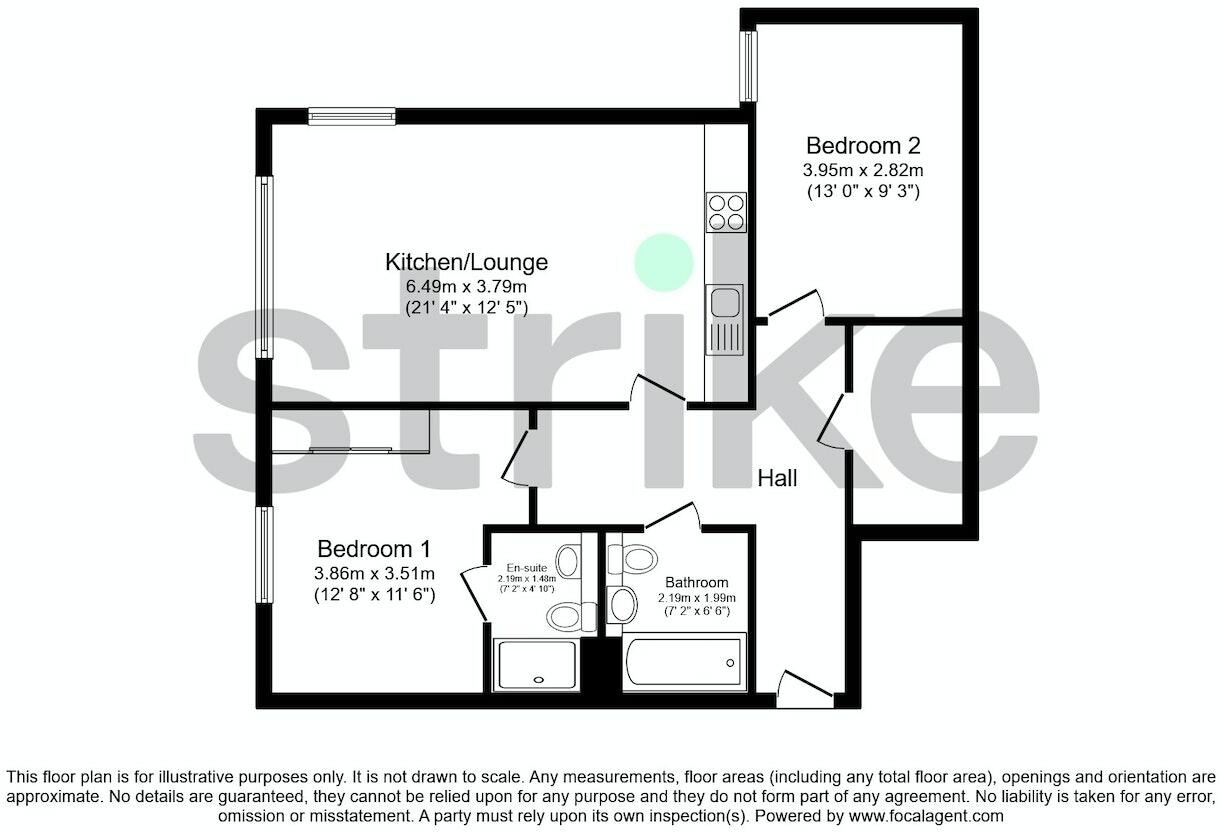 Bedroom 2
3.95m x 2.82m
(13' 0" x 9' 3")
Kitchen/Lounge
6.49m x 3.79m
(21' 4" x 12' 5")
strike
Hall
Bedroom 1
3.86m x 3.51m
(12' 8" x 11' 6")
En-suite
2.19m x 1.48m
(7' 2" x 4' 10")
Bathroom
2.19m x 1.99m
(7' 2" x 6' 6")
This floor plan is for illustrative purposes only. It is not drawn to scale. Any measurements, floor areas (including any total floor area), openings and orientation are
approximate. No details are guaranteed, they cannot be relied upon for any purpose and they do not form part of any agreement. No liability is taken for any error,
omission or misstatement. A party must rely upon its own inspection(s). Powered by www.focalagent.com